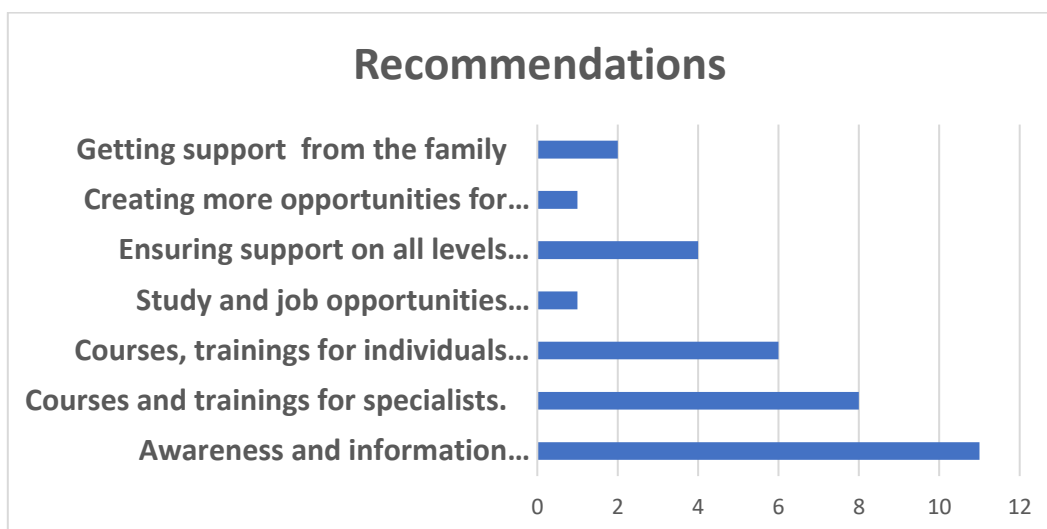 Recommendations
Getting support  from the family
Creating more opportunities for...
Ensuring support on all levels...
Study and job opportunities...
Courses, trainings for individuals...
Courses and trainings for specialists.
Awareness and information...
0 2 4 6 8 10 12